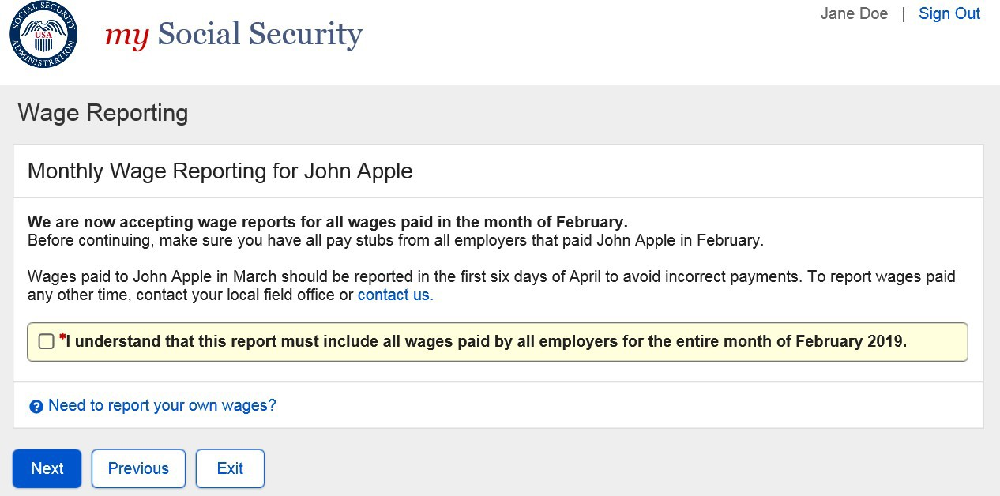 SOCIAL SECURITY ADMINISTRATION
USA
my Social Security
Jane Doe | Sign Out
Wage Reporting
Monthly Wage Reporting for John Apple
We are now accepting wage reports for all wages paid in the month of February.
Before continuing, make sure you have all pay stubs from all employers that paid John Apple in February.
Wages paid to John Apple in March should be reported in the first six days of April to avoid incorrect payments. To report wages paid
any other time, contact your local field office or contact us.
*I understand that this report must include all wages paid by all employers for the entire month of February 2019.
? Need to report your own wages?
Next
Previous
Exit